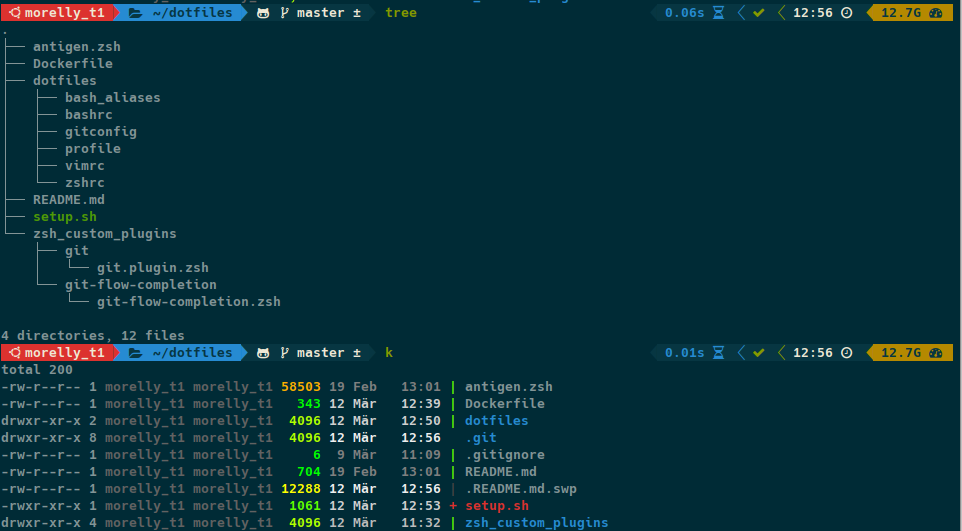 morelly_t1 ~/dotfiles master ± tree 0.06s ✔ 12:56 12.7G
.
├── antigen.zsh
├── Dockerfile
├── dotfiles
│   ├── bash_aliases
│   ├── bashrc
│   ├── gitconfig
│   ├── profile
│   ├── vimrc
│   └── zshrc
├── README.md
├── setup.sh
└── zsh_custom_plugins
    ├── git
    │   └── git.plugin.zsh
    └── git-flow-completion
        └── git-flow-completion.zsh
4 directories, 12 files
morelly_t1 ~/dotfiles master ± k 0.01s ✔ 12:56 12.7G
total 200
-rw-r--r-- 1 morelly_t1 morelly_t1 58503 19 Feb 13:01 | antigen.zsh
-rw-r--r-- 1 morelly_t1 morelly_t1 343 12 Mär 12:39 | Dockerfile
drwxr-xr-x 2 morelly_t1 morelly_t1 4096 12 Mär 12:50 | dotfiles
drwxr-xr-x 8 morelly_t1 morelly_t1 4096 12 Mär 12:56 .git
-rw-r--r-- 1 morelly_t1 morelly_t1 6 9 Mär 11:09 | .gitignore
-rw-r--r-- 1 morelly_t1 morelly_t1 704 19 Feb 13:01 | README.md
-rw-r--r-- 1 morelly_t1 morelly_t1 12288 12 Mär 12:56 | .README.md.swp
-rwxr-xr-x 1 morelly_t1 morelly_t1 1061 12 Mär 12:53 + setup.sh
drwxr-xr-x 4 morelly_t1 morelly_t1 4096 12 Mär 11:32 | zsh_custom_plugins